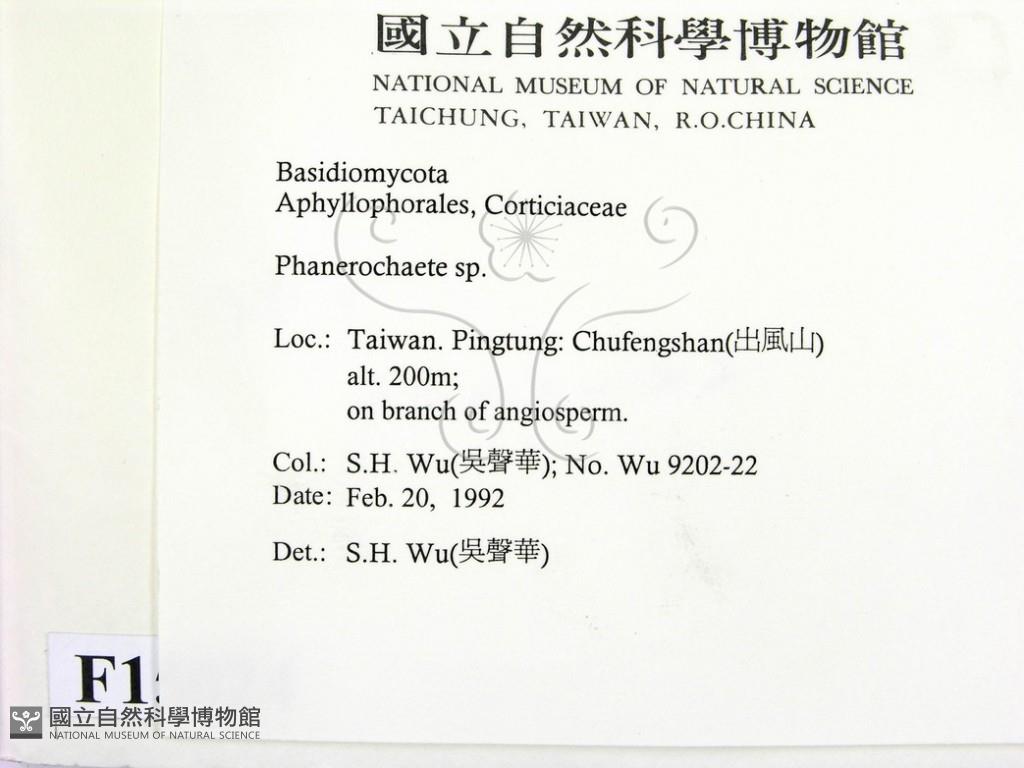 國立自然科學博物館
NATIONAL MUSEUM OF NATURAL SCIENCE
TAICHUNG, TAIWAN, R.O.CHINA
Basidiomycota
Aphyllophorales, Corticiaceae
Phanerochaete sp.
Loc.: Taiwan. Pingtung: Chufengshan(出風山)
alt. 200m;
on branch of angiosperm.
Col.: S.H. Wu(吳聲華); No. Wu 9202-22
Date: Feb. 20, 1992
Det.: S.H. Wu(吳聲華)
國立自然科學博物館
NATIONAL MUSEUM OF NATURAL SCIENCE